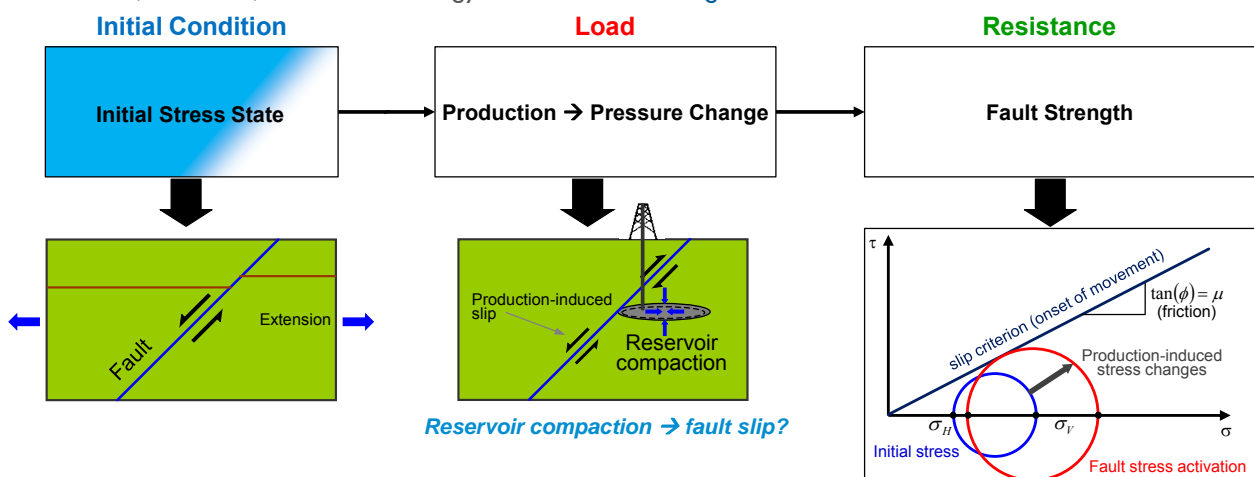 Initial Condition
Load
Resistance
Initial Stress State
Production → Pressure Change
Fault Strength
Fault
Extension
Production-induced
slip
Reservoir
compaction
Reservoir compaction → fault slip?
τ
slip criterion (onset of movement)
tan(ϕ) = μ
(friction)
Production-induced
stress changes
σH
σV
σ
Initial stress
Fault stress activation